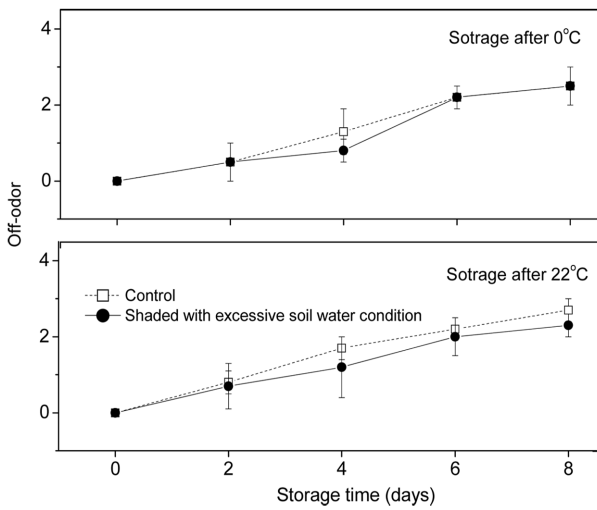 4
Sotrage after 0°C
2
0
Off-odor
4
Sotrage after 22°C
Control
Shaded with excessive soil water condition
2
0
0 2 4 6 8
Storage time (days)